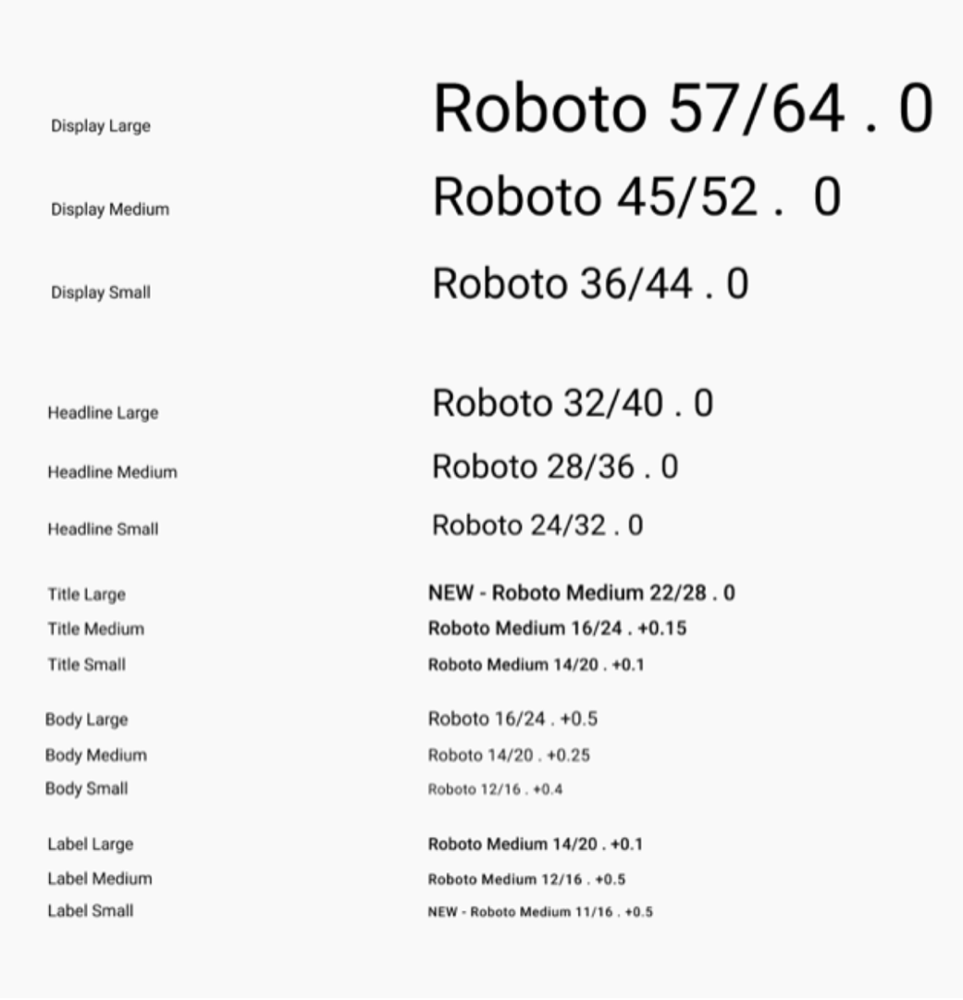 Display Large Roboto 57/64 . 0
Display Medium Roboto 45/52 . 0
Display Small Roboto 36/44 . 0
Headline Large Roboto 32/40 . 0
Headline Medium Roboto 28/36 . 0
Headline Small Roboto 24/32 . 0
Title Large NEW - Roboto Medium 22/28 . 0
Title Medium Roboto Medium 16/24 . +0.15
Title Small Roboto Medium 14/20 . +0.1
Body Large Roboto 16/24 . +0.5
Body Medium Roboto 14/20 . +0.25
Body Small Roboto 12/16 . +0.4
Label Large Roboto Medium 14/20 . +0.1
Label Medium Roboto Medium 12/16 . +0.5
Label Small NEW - Roboto Medium 11/16 . +0.5